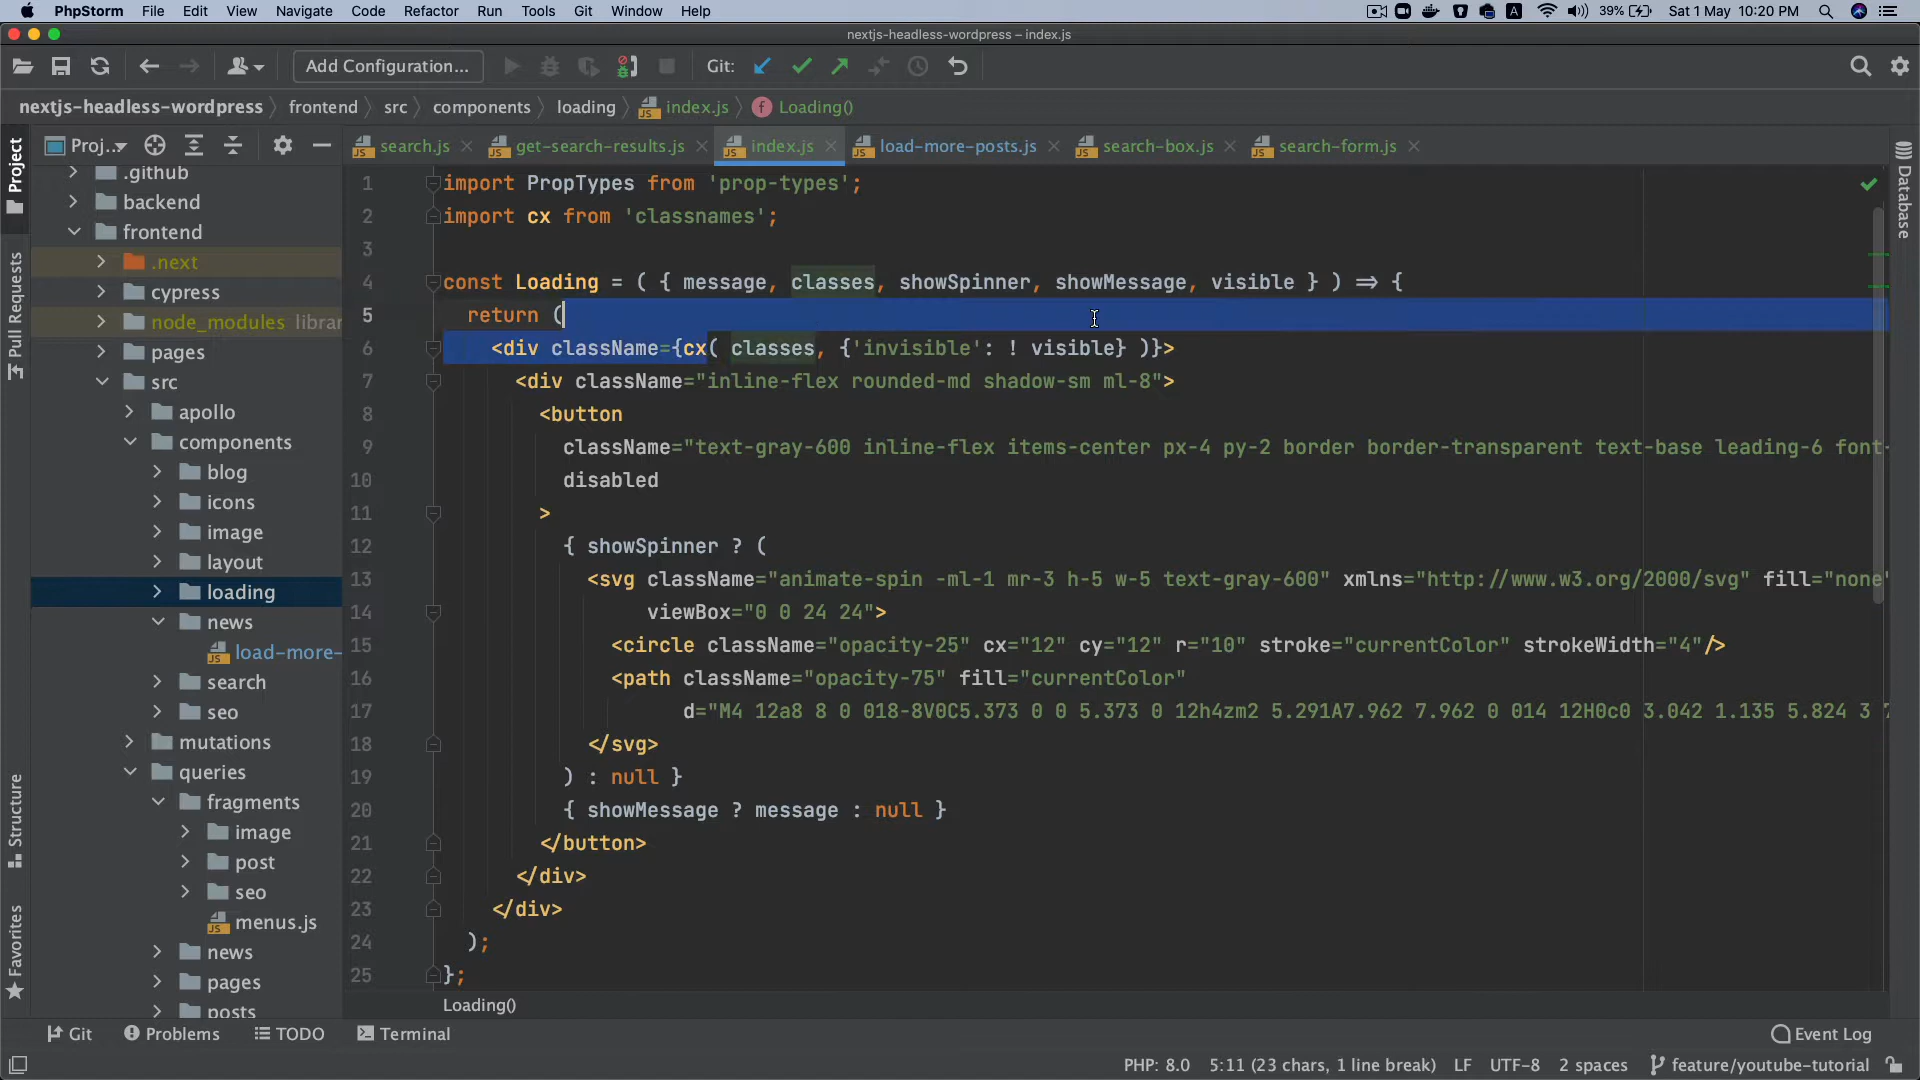 PhpStorm File Edit View Navigate Code Refactor Run Tools Git Window Help
A 39% Sat 1 May 10:20 PM
nextjs-headless-wordpress – index.js
Add Configuration... Git:
nextjs-headless-wordpress frontend src components loading index.js f Loading()
Project
Pull Requests
Structure
Favorites
Proj...
.github
backend
frontend
.next
cypress
node_modules librar
pages
src
apollo
components
blog
icons
image
layout
loading
news
load-more-
search
seo
mutations
queries
fragments
image
post
seo
menus.js
news
pages
posts
search.js get-search-results.js index.js load-more-posts.js search-box.js search-form.js
1 import PropTypes from 'prop-types';
2 import cx from 'classnames';
3
4 const Loading = ( { message, classes, showSpinner, showMessage, visible } ) => {
5 return (
6 <div className={cx( classes, {'invisible': ! visible} )}>
7 <div className="inline-flex rounded-md shadow-sm ml-8">
8 <button
9 className="text-gray-600 inline-flex items-center px-4 py-2 border border-transparent text-base leading-6 font-
10 disabled
11 >
12 { showSpinner ? (
13 <svg className="animate-spin -ml-1 mr-3 h-5 w-5 text-gray-600" xmlns="http://www.w3.org/2000/svg" fill="none"
14 viewBox="0 0 24 24">
15 <circle className="opacity-25" cx="12" cy="12" r="10" stroke="currentColor" strokeWidth="4"/>
16 <path className="opacity-75" fill="currentColor"
17 d="M4 12a8 8 0 018-8V0C5.373 0 0 5.373 0 12h4zm2 5.291A7.962 7.962 0 014 12H0c0 3.042 1.135 5.824 3 7
18 </svg>
19 ) : null }
20 { showMessage ? message : null }
21 </button>
22 </div>
23 </div>
24 );
25 };
Loading()
Database
Git Problems TODO Terminal Event Log
PHP: 8.0 5:11 (23 chars, 1 line break) LF UTF-8 2 spaces feature/youtube-tutorial